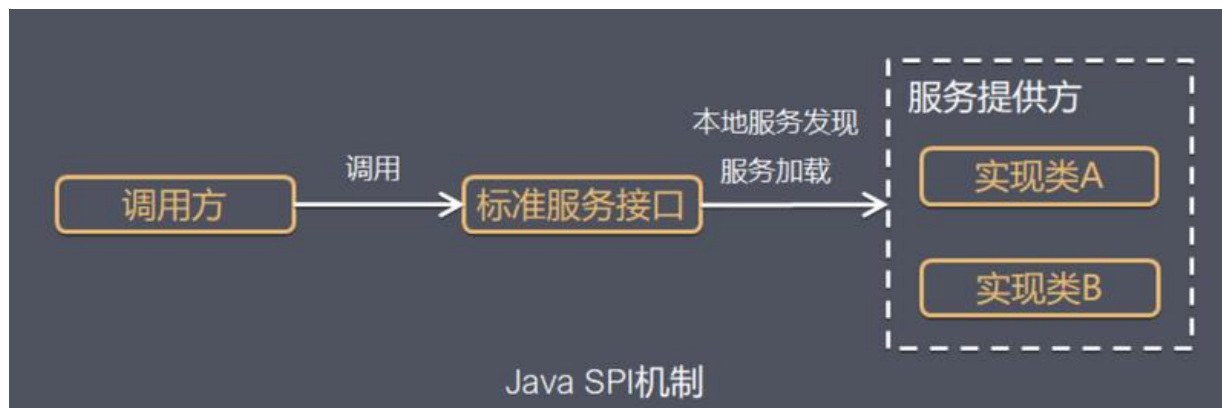 调用方
调用
标准服务接口
本地服务发现
服务加载
服务提供方
实现类A
实现类B
Java SPI机制